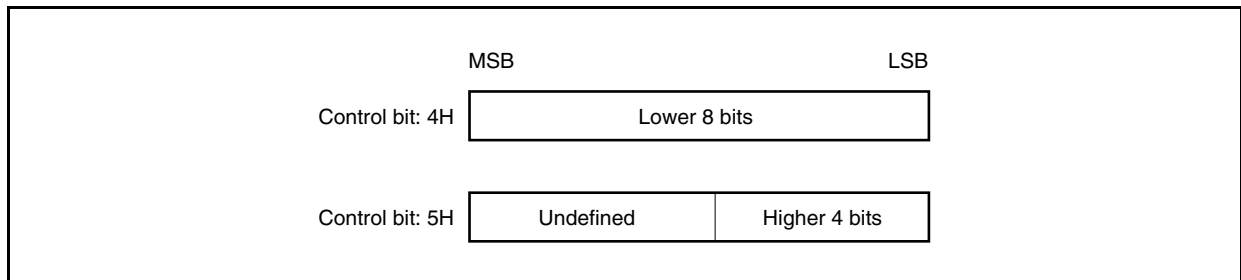 MSB LSB
Control bit: 4H Lower 8 bits
Control bit: 5H Undefined Higher 4 bits